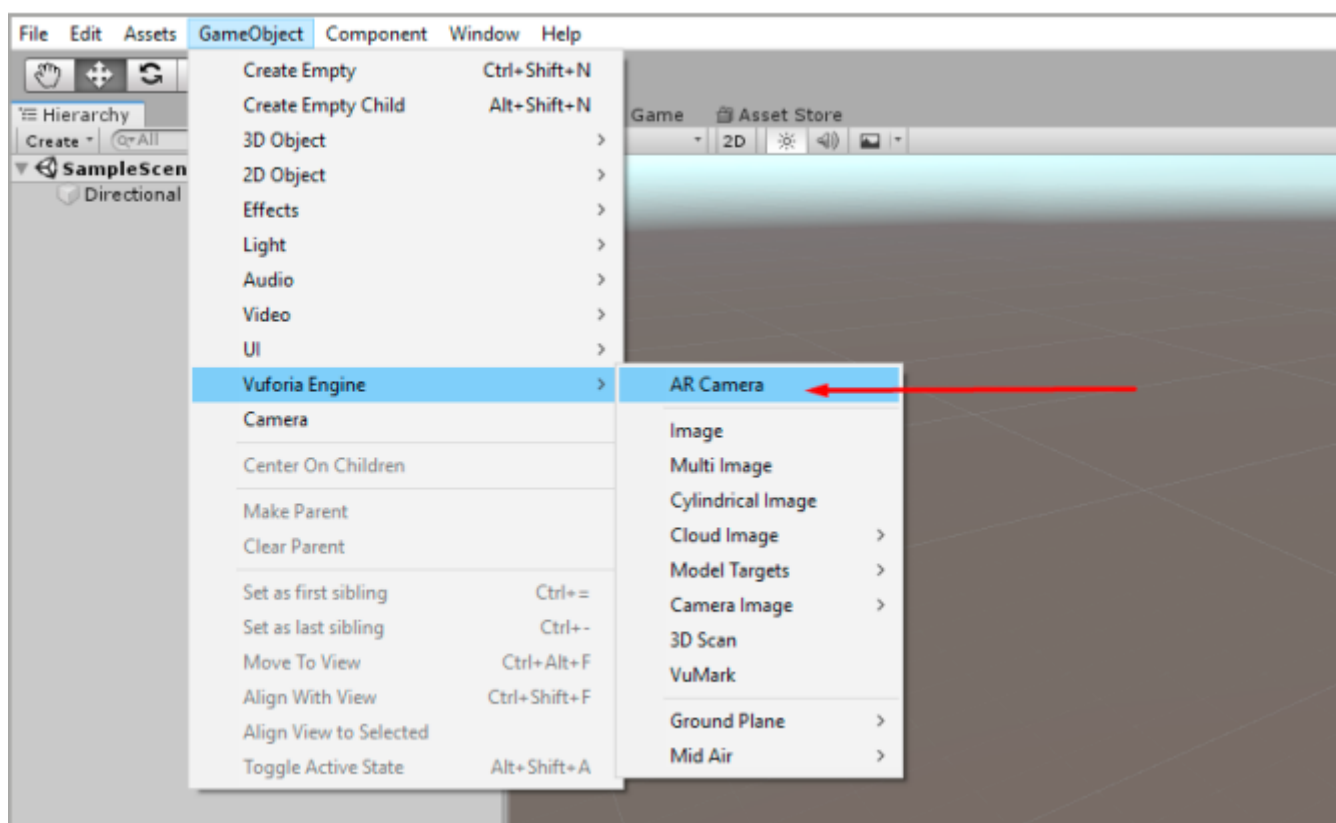 File Edit Assets GameObject Component Window Help
Hierarchy
Create All
SampleScen
Directional
Create Empty Ctrl+Shift+N
Create Empty Child Alt+Shift+N
3D Object
2D Object
Effects
Light
Audio
Video
UI
Vuforia Engine
Camera
Center On Children
Make Parent
Clear Parent
Set as first sibling Ctrl+=
Set as last sibling Ctrl+-
Move To View Ctrl+Alt+F
Align With View Ctrl+Shift+F
Align View to Selected
Toggle Active State Alt+Shift+A
AR Camera
Image
Multi Image
Cylindrical Image
Cloud Image
Model Targets
Camera Image
3D Scan
VuMark
Ground Plane
Mid Air
Game Asset Store
2D